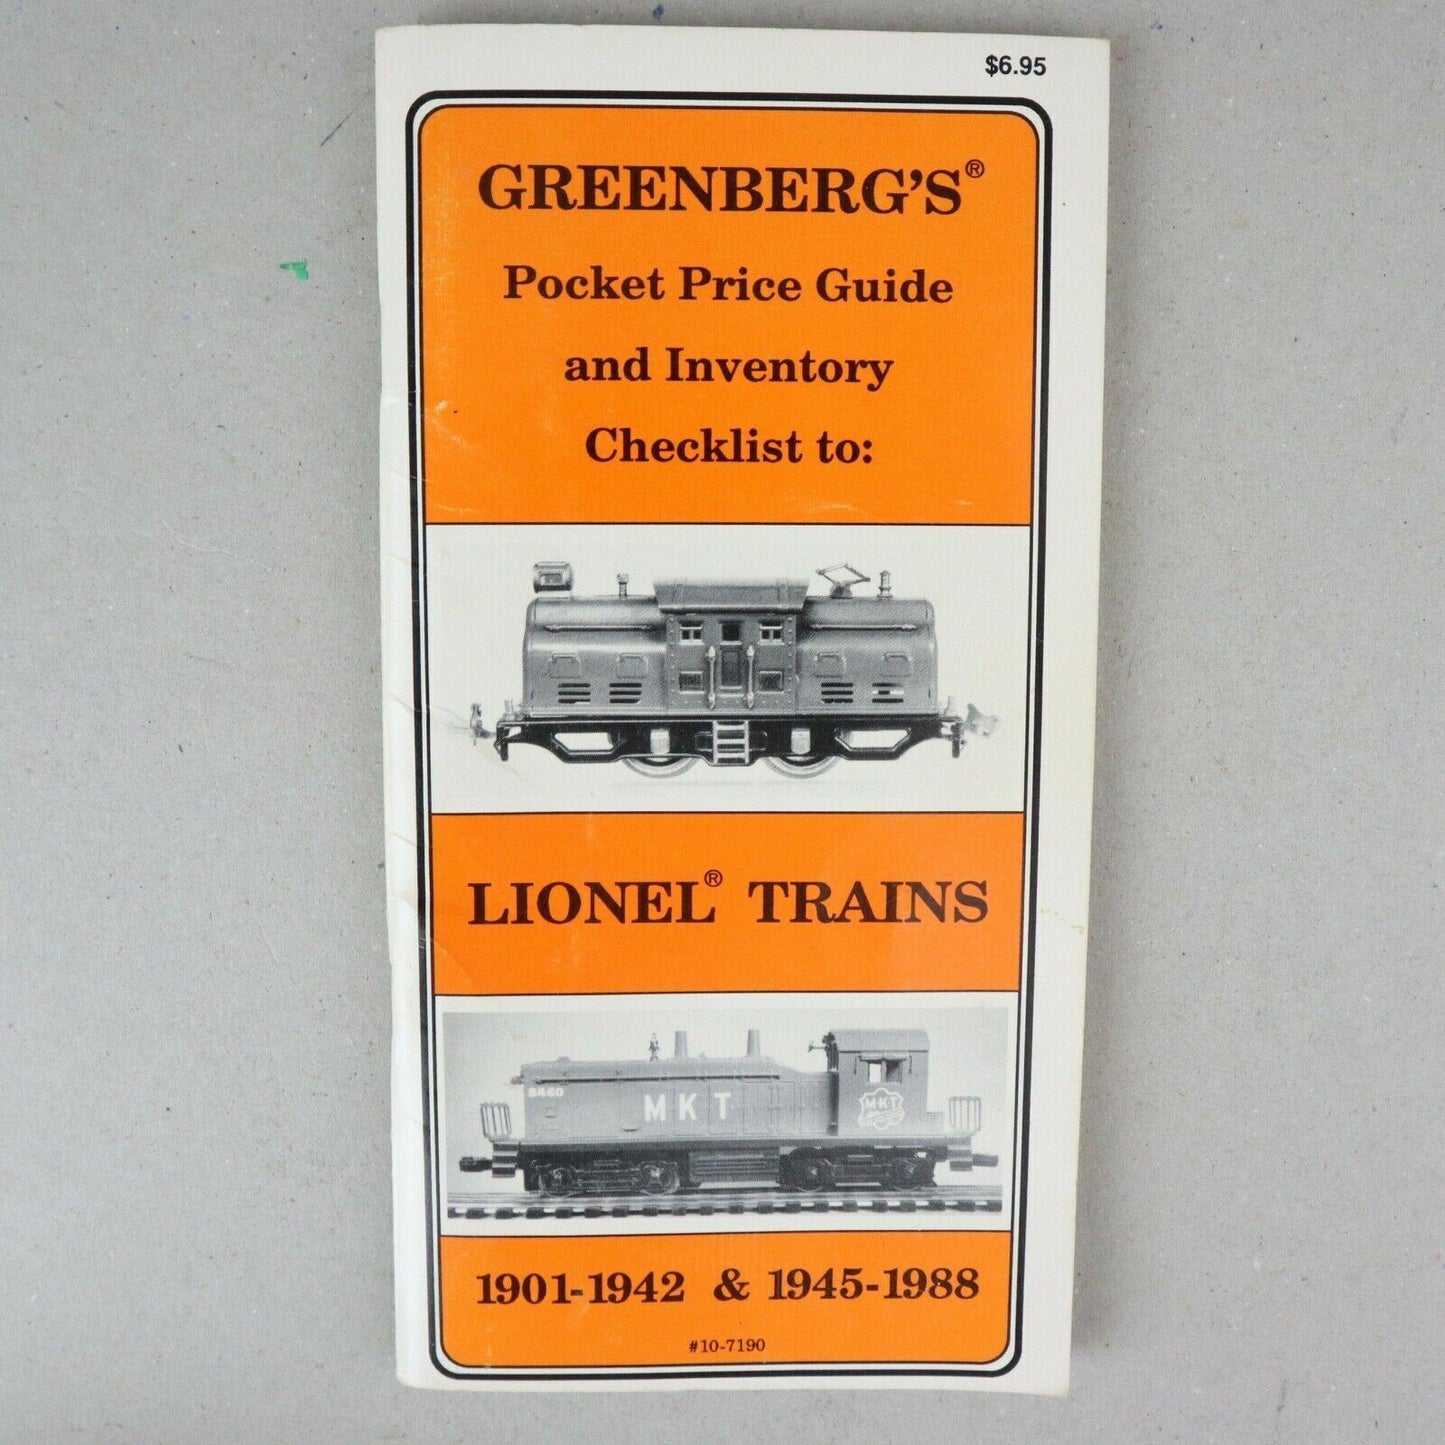 $6.95
GREENBERG'S®
Pocket Price Guide
and Inventory
Checklist to:
LIONEL® TRAINS
8460
MKT
M-K-T
1901-1942 & 1945-1988
#10-7190